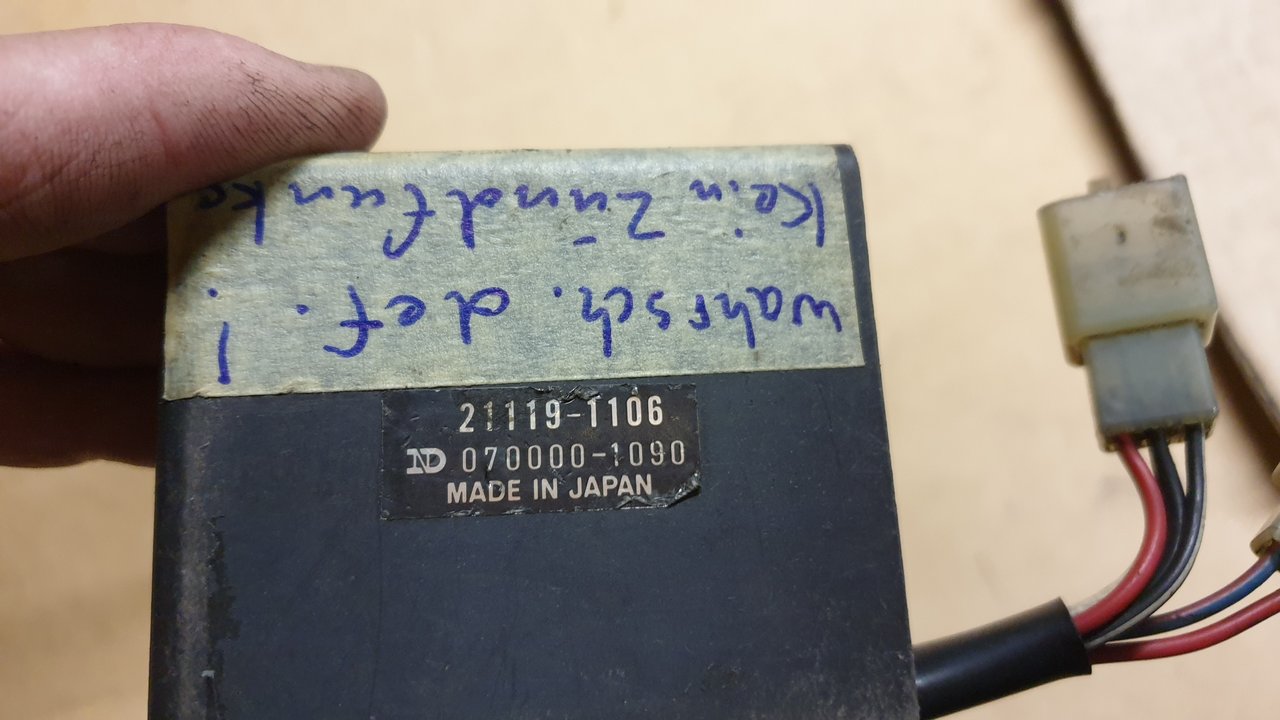 Kein Zündfunke
wahrsch. def. !
21119-1106
ND 070000-1090
MADE IN JAPAN